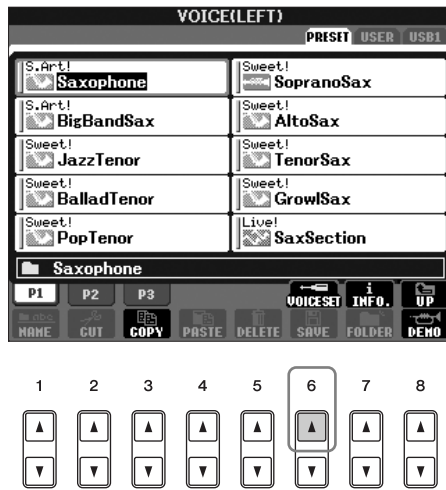 VOICE(LEFT)
PRESET USER USB1
S.Art! Sweet!
Saxophone SopranoSax
S.Art! Sweet!
BigBandSax AltoSax
Sweet! Sweet!
JazzTenor TenorSax
Sweet! Sweet!
BalladTenor GrowlSax
Sweet! Live!
PopTenor SaxSection
Saxophone
P1 P2 P3 VOICESET INFO. UP
NAME CUT COPY PASTE DELETE SAVE FOLDER DEMO
1 2 3 4 5 6 7 8